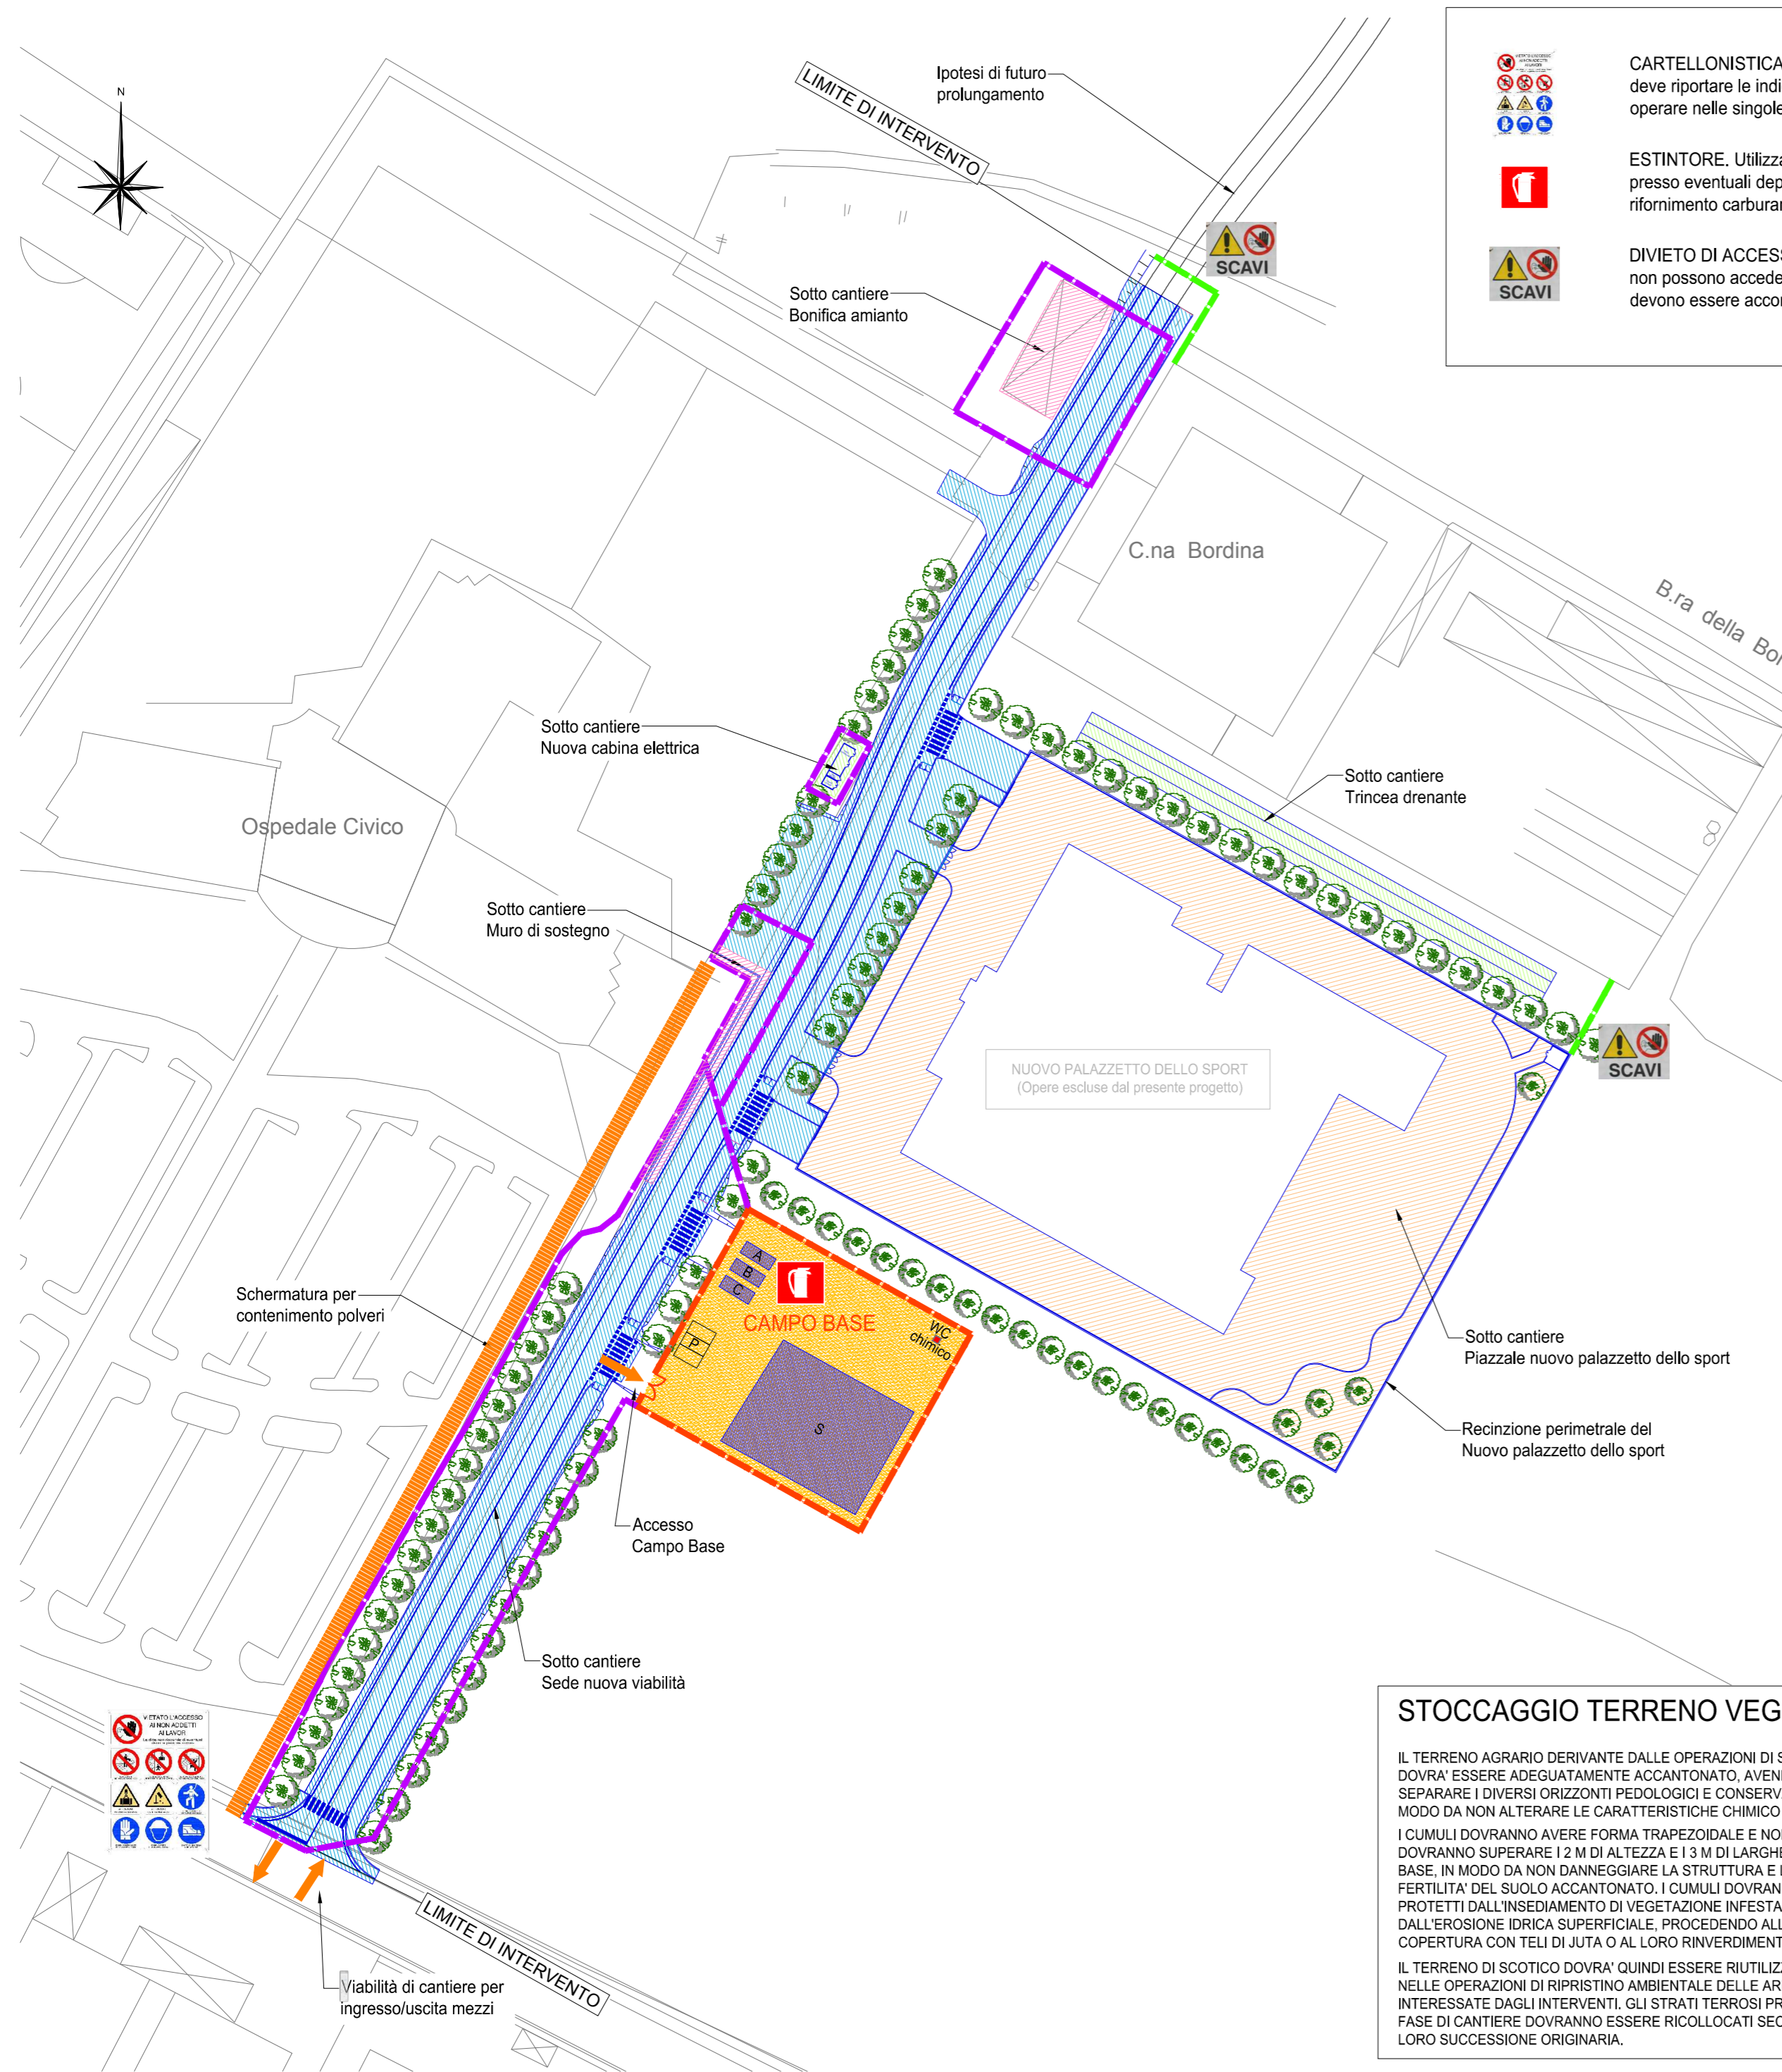 N
Ipotesi di futuro
prolungamento
LIMITE DI INTERVENTO
CARTELLONISTICA
deve riportare le indi
operare nelle singole
ESTINTORE. Utilizza
presso eventuali dep
rifornimento carburan
SCAVI
DIVIETO DI ACCESS
non possono accede
devono essere accor
SCAVI
Sotto cantiere
Bonifica amianto
C.na Bordina
B.ra della Bor
Sotto cantiere
Nuova cabina elettrica
Sotto cantiere
Trincea drenante
Ospedale Civico
Sotto cantiere
Muro di sostegno
SCAVI
NUOVO PALAZZETTO DELLO SPORT
(Opere escluse dal presente progetto)
A
B
C
Schermatura per
contenimento polveri
CAMPO BASE
WC
chimico
P
Sotto cantiere
Piazzale nuovo palazzetto dello sport
S
Recinzione perimetrale del
Nuovo palazzetto dello sport
Accesso
Campo Base
Sotto cantiere
Sede nuova viabilità
VIETATO L'ACCESSO
AI NON ADDETTI
AI LAVORI
LIMITE DI INTERVENTO
Viabilità di cantiere per
ingresso/uscita mezzi
STOCCAGGIO TERRENO VEG
IL TERRENO AGRARIO DERIVANTE DALLE OPERAZIONI DI S
DOVRA' ESSERE ADEGUATAMENTE ACCANTONATO, AVEN
SEPARARE I DIVERSI ORIZZONTI PEDOLOGICI E CONSERVA
MODO DA NON ALTERARE LE CARATTERISTICHE CHIMICO
I CUMULI DOVRANNO AVERE FORMA TRAPEZOIDALE E NON
DOVRANNO SUPERARE I 2 M DI ALTEZZA E I 3 M DI LARGHE
BASE, IN MODO DA NON DANNEGGIARE LA STRUTTURA E L
FERTILITA' DEL SUOLO ACCANTONATO. I CUMULI DOVRAN
PROTETTI DALL'INSEDIAMENTO DI VEGETAZIONE INFESTA
DALL'EROSIONE IDRICA SUPERFICIALE, PROCEDENDO ALL
COPERTURA CON TELI DI JUTA O AL LORO RINVERDIMENT
IL TERRENO DI SCOTICO DOVRA' QUINDI ESSERE RIUTILIZZ
NELLE OPERAZIONI DI RIPRISTINO AMBIENTALE DELLE AR
INTERESSATE DAGLI INTERVENTI. GLI STRATI TERROSI PR
FASE DI CANTIERE DOVRANNO ESSERE RICOLLOCATI SEC
LORO SUCCESSIONE ORIGINARIA.